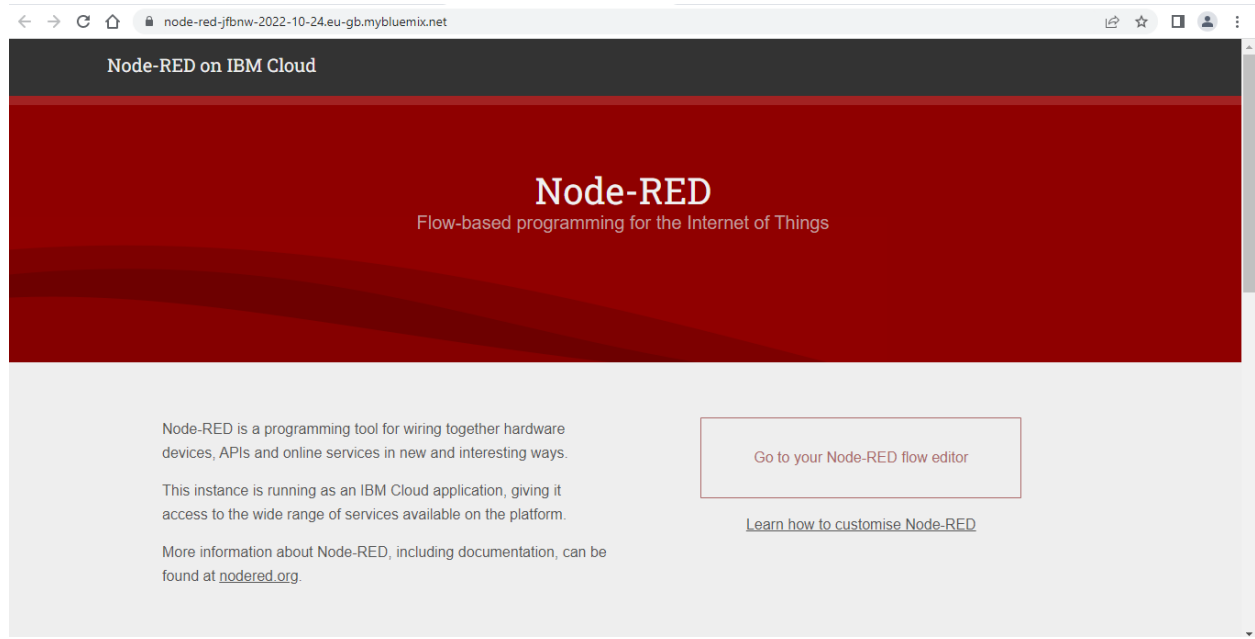 node-red-jfbnw-2022-10-24.eu-gb.mybluemix.net
Node-RED on IBM Cloud
Node-RED
Flow-based programming for the Internet of Things
Node-RED is a programming tool for wiring together hardware
devices, APIs and online services in new and interesting ways.
This instance is running as an IBM Cloud application, giving it
access to the wide range of services available on the platform.
More information about Node-RED, including documentation, can be
found at nodered.org.
Go to your Node-RED flow editor
Learn how to customise Node-RED